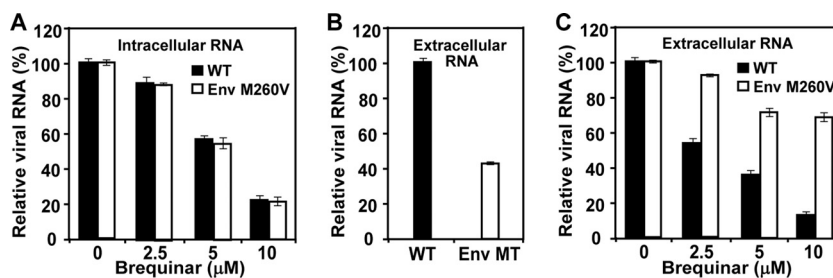 A
Relative viral RNA (%)
120
100
80
60
40
20
0
Intracellular RNA
WT
Env M260V
0 2.5 5 10
Brequinar (μM)
B
Relative viral RNA (%)
120
100
80
60
40
20
0
Extracellular
RNA
WT Env MT
C
Relative viral RNA (%)
120
100
80
60
40
20
0
Extracellular RNA
WT
Env M260V
0 2.5 5 10
Brequinar (μM)